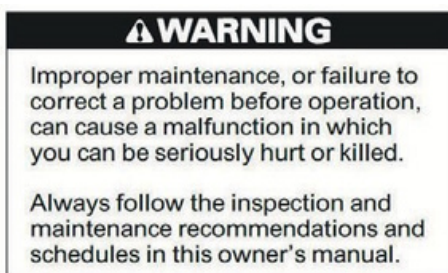 WARNING
Improper maintenance, or failure to
correct a problem before operation,
can cause a malfunction in which
you can be seriously hurt or killed.
Always follow the inspection and
maintenance recommendations and
schedules in this owner's manual.